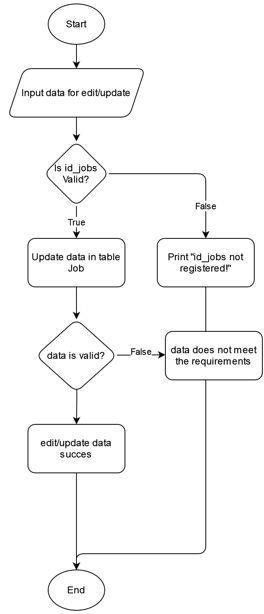 Start
Input data for edit/update
Is id_jobs
Valid?
False
True
Update data in table
Job
Print "id_jobs not
registered!"
data is valid?
False
data does not meet
the requirements
edit/update data
succes
End